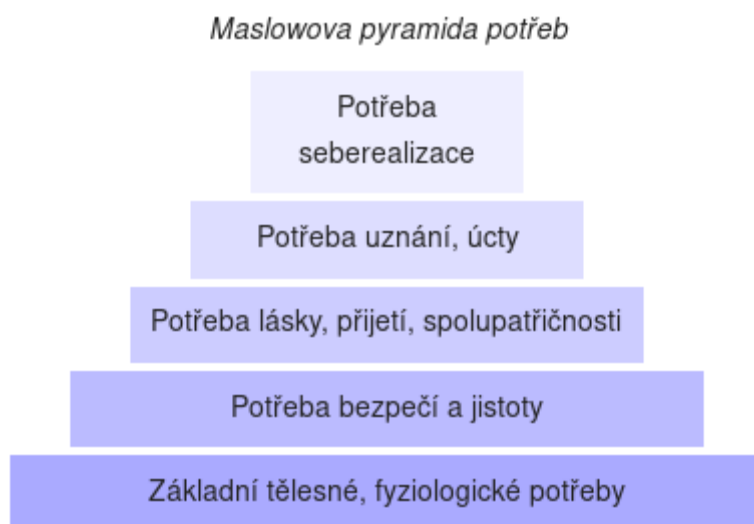 Maslowova pyramida potřeb
Potřeba
seberealizace
Potřeba uznání, úcty
Potřeba lásky, přijetí, spolupatřičnosti
Potřeba bezpečí a jistoty
Základní tělesné, fyziologické potřeby